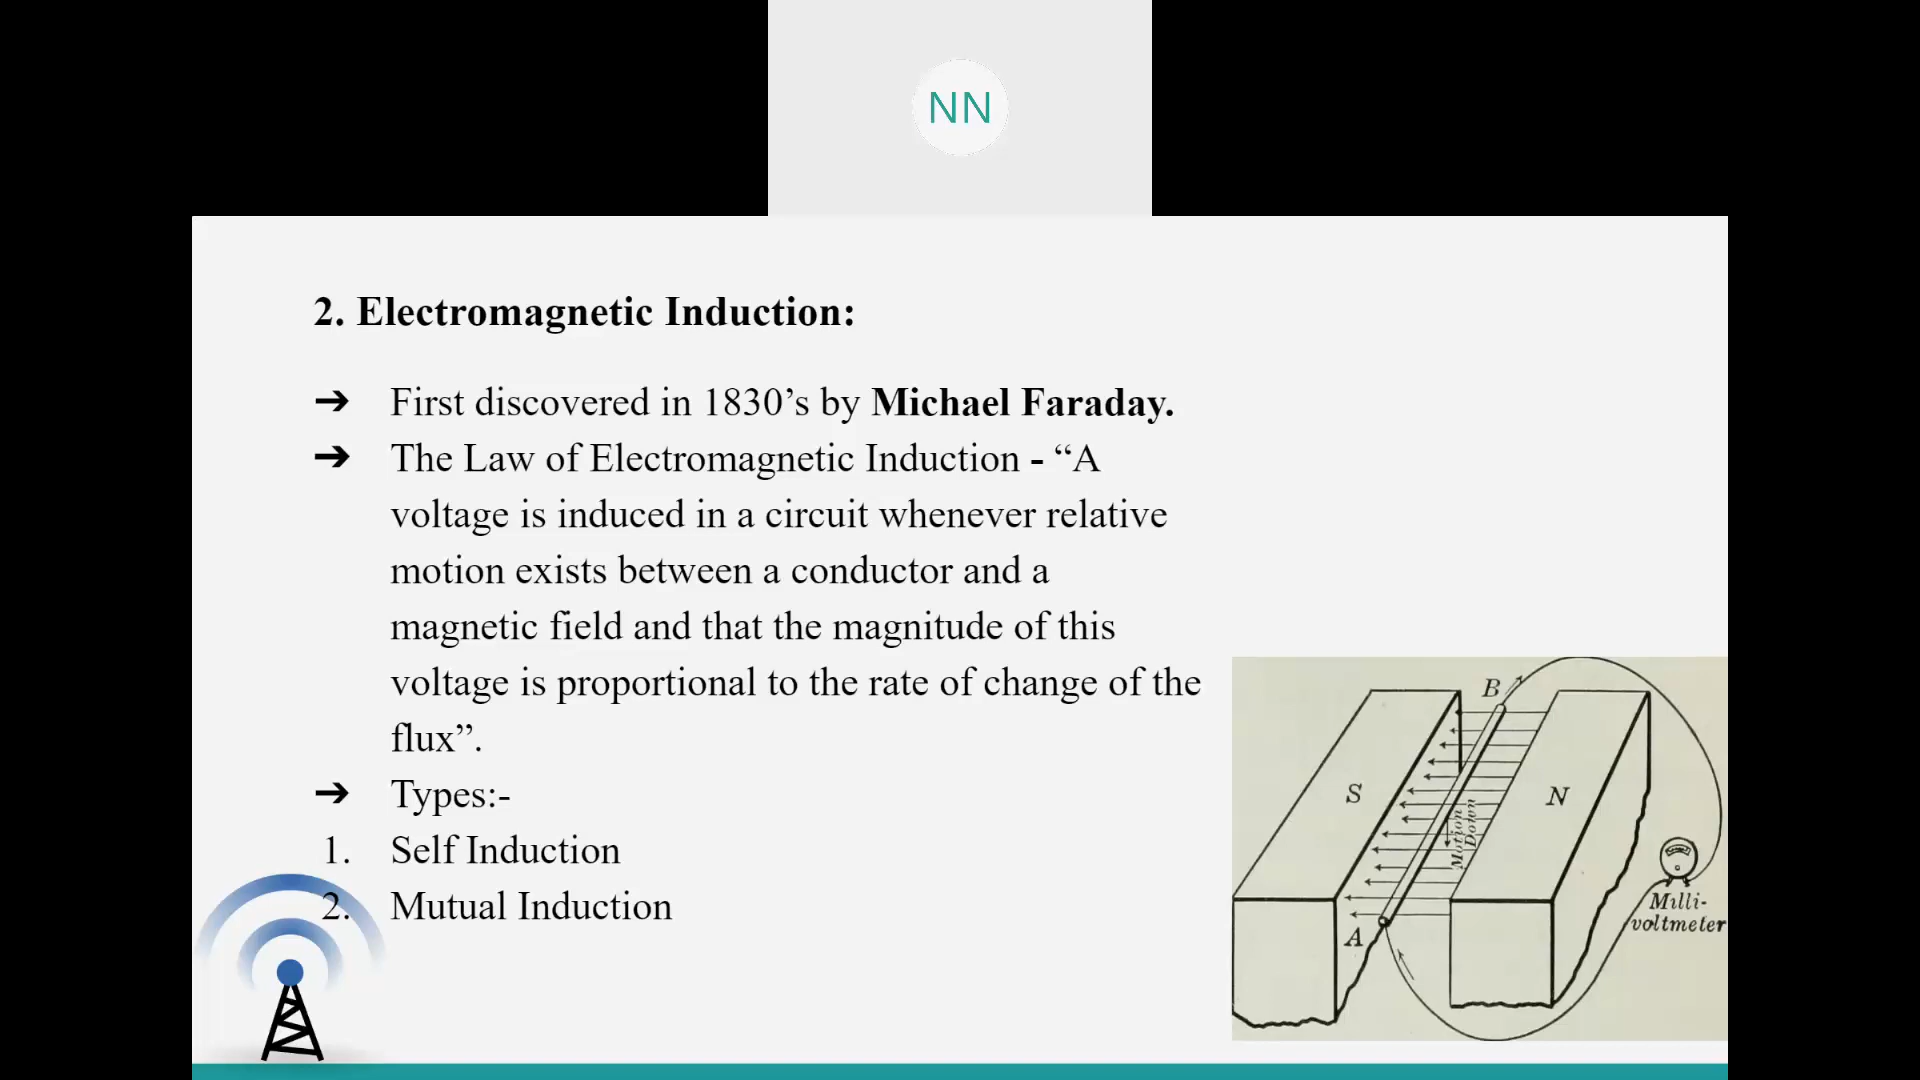 NN
2. Electromagnetic Induction:
➔ First discovered in 1830’s by Michael Faraday.
➔ The Law of Electromagnetic Induction - “A
voltage is induced in a circuit whenever relative
motion exists between a conductor and a
magnetic field and that the magnitude of this
voltage is proportional to the rate of change of the
flux”.
➔ Types:-
1. Self Induction
2. Mutual Induction
B
S
N
Motion
Down
A
Milli-
voltmeter